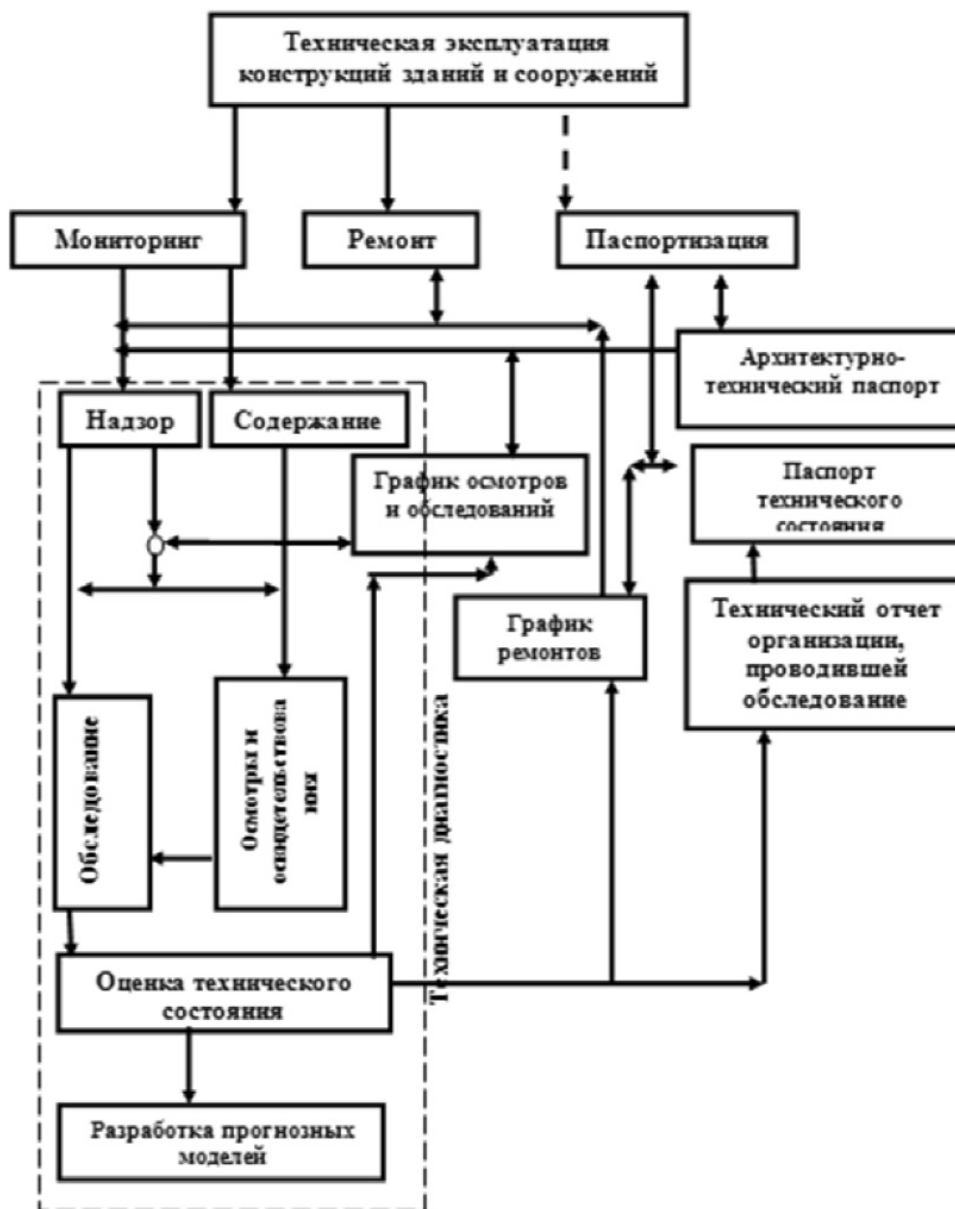 Техническая эксплуатация
конструкций зданий и сооружений
Мониторинг
Ремонт
Паспортизация
Архитектурно-
технический паспорт
Надзор
Содержание
График осмотров
и обследований
Паспорт
технического
состояния
График
ремонтов
Технический отчет
организации,
проводившей
обследование
Обследование
Осмотры и
освидетельствова
ния
Техническая диагностика
Оценка технического
состояния
Разработка прогнозных
моделей